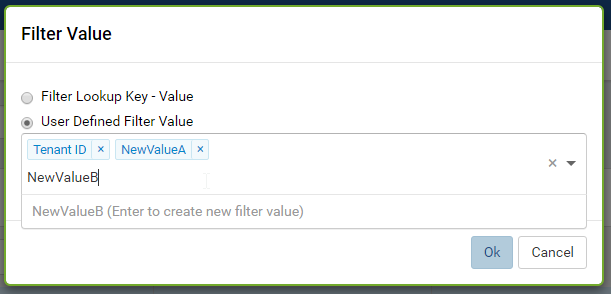 Filter Value
Filter Lookup Key - Value
User Defined Filter Value
Tenant ID × NewValueA ×
NewValueB
NewValueB (Enter to create new filter value)
Ok Cancel